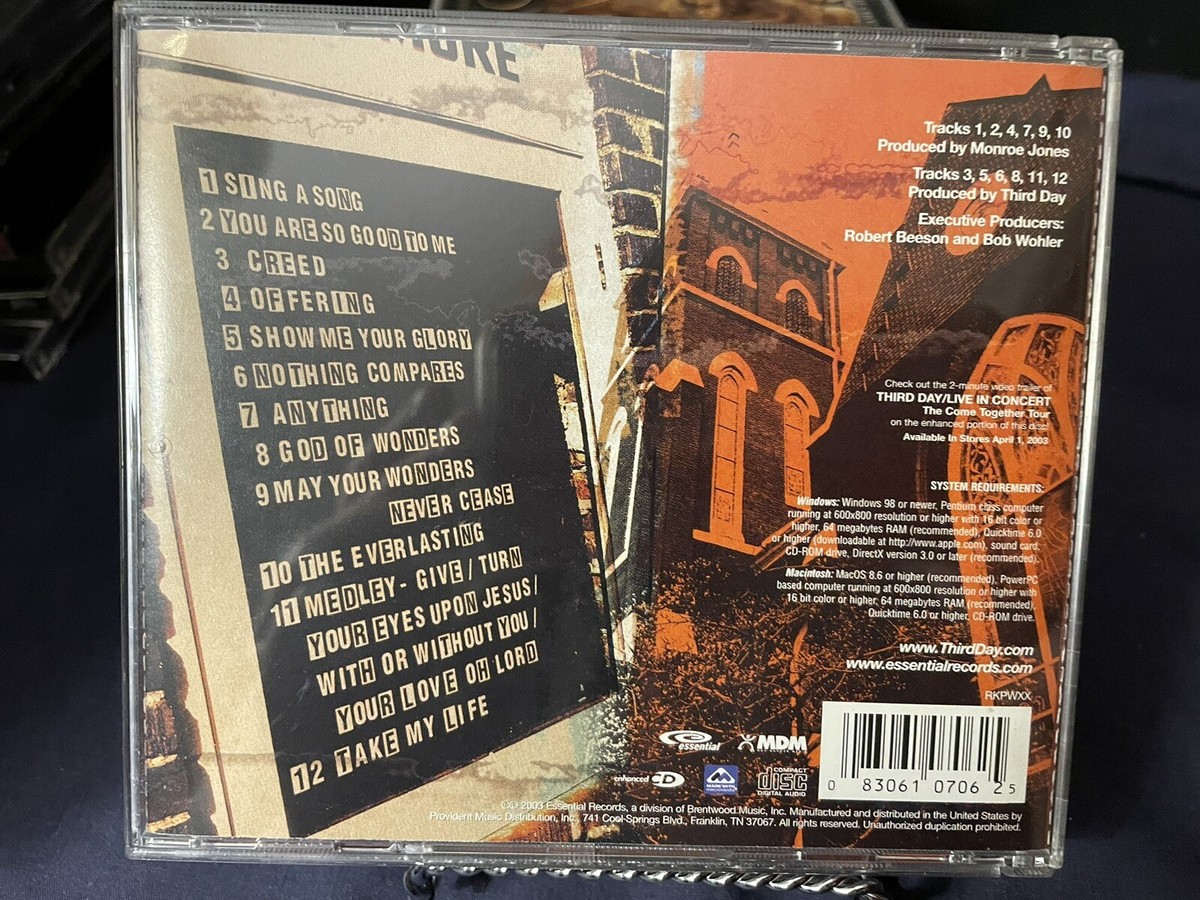 MORE
1 SING A SONG
2 YOU ARE SO GOOD TO ME
3 CREED
4 OFFERING
5 SHOW ME YOUR GLORY
6 NOTHING COMPARES
7 ANYTHING
8 GOD OF WONDERS
9 MAY YOUR WONDERS
NEVER CEASE
10 THE EVERLASTING
11 MEDLEY - GIVE / TURN
YOUR EYES UPON JESUS /
WITH OR WITHOUT YOU /
YOUR LOVE OH LORD
12 TAKE MY LIFE
Tracks 1, 2, 4, 7, 9, 10
Produced by Monroe Jones
Tracks 3, 5, 6, 8, 11, 12
Produced by Third Day
Executive Producers:
Robert Beeson and Bob Wohler
Check out the 2-minute video trailer of
THIRD DAY/LIVE IN CONCERT
The Come Together Tour
on the enhanced portion of this disc!
Available In Stores April 1, 2003
SYSTEM REQUIREMENTS:
Windows: Windows 98 or newer, Pentium class computer
running at 600x800 resolution or higher with 16 bit color or
higher, 64 megabytes RAM (recommended), Quicktime 6.0
or higher (downloadable at http://www.apple.com), sound card,
CD-ROM drive, DirectX version 3.0 or later (recommended).
Macintosh: MacOS 8.6 or higher (recommended), PowerPC
based computer running at 600x800 resolution or higher with
16 bit color or higher, 64 megabytes RAM (recommended),
Quicktime 6.0 or higher, CD-ROM drive.
www.ThirdDay.com
www.essentialrecords.com
RKPWXX
essential
MDM
enhanced CD
MADE WITH
COMPACT
disc
DIGITAL AUDIO
0 83061 0706 2 5
℗© 2003 Essential Records, a division of Brentwood Music, Inc. Manufactured and distributed in the United States by
Provident Music Distribution, Inc., 741 Cool Springs Blvd., Franklin, TN 37067. All rights reserved. Unauthorized duplication prohibited.